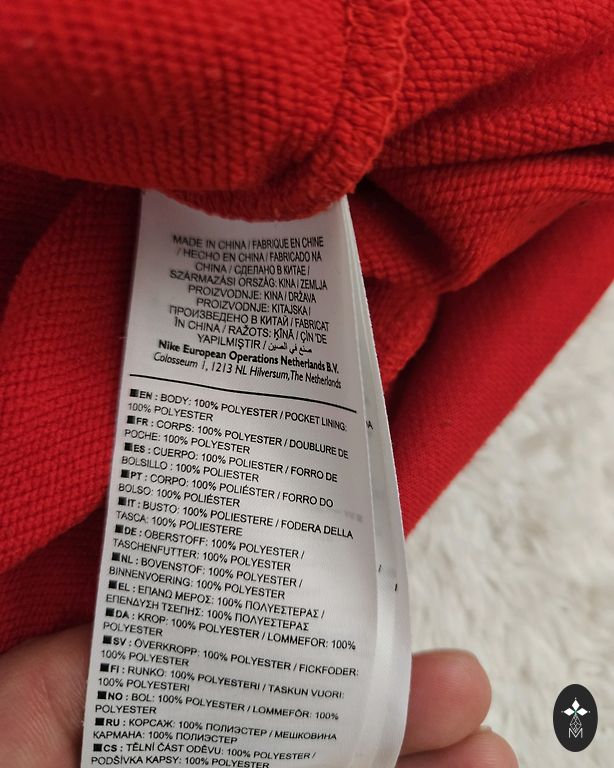 MADE IN CHINA / FABRIQUE EN CHINE
/ HECHO EN CHINA / FABRICADO NA
CHINA / СДЕЛАНО В КИТАЕ /
SZÁRMAZÁSI ORSZÁG: KINA / ZEMLJA
PROIZVODNJE: KINA / DRŽAVA
PROIZVODNJE: KITAJSKA /
ПРОИЗВЕДЕНО В КИТАЙ / FABRICAT
ÎN CHINA / RAŽOTS: ĶĪNĀ / ÇİN'DE
YAPILMIŞTIR / صنع في الصين
Nike European Operations Netherlands B.V.
Colosseum 1, 1213 NL Hilversum, The Netherlands
EN : BODY: 100% POLYESTER / POCKET LINING:
100% POLYESTER
FR : CORPS: 100% POLYESTER / DOUBLURE DE
POCHE: 100% POLYESTER
ES : CUERPO: 100% POLIESTER / FORRO DE
BOLSILLO : 100% POLIESTER
PT : CORPO: 100% POLIÉSTER / FORRO DO
BOLSO: 100% POLIÉSTER
IT : BUSTO: 100% POLIESTERE / FODERA DELLA
TASCA: 100% POLIESTERE
DE : OBERSTOFF: 100% POLYESTER /
TASCHENFUTTER: 100% POLYESTER
NL : BOVENSTOF: 100% POLYESTER /
BINNENVOERING: 100% POLYESTER
EL : ΕΠΑΝΩ ΜΕΡΟΣ: 100% ΠΟΛΥΕΣΤΕΡΑΣ /
ΕΠΕΝΔΥΣΗ ΤΣΕΠΗΣ: 100% ΠΟΛΥΕΣΤΕΡΑΣ
DA : KROP: 100% POLYESTER / LOMMEFOR: 100%
POLYESTER
SV : ÖVERKROPP: 100% POLYESTER / FICKFODER:
100% POLYESTER
FI : RUNKO: 100% POLYESTERI / TASKUN VUORI:
100% POLYESTERI
NO : BOL: 100% POLYESTER / LOMMEFÔR: 100%
POLYESTER
RU : КОРСАЖ: 100% ПОЛИЭСТЕР / МЕШКОВИНА
КАРМАНА: 100% ПОЛИЭСТЕР
CS : TĚLNÍ ČÁST ODĚVU: 100% POLYESTER /
PODŠÍVKA KAPSY: 100% POLYESTER